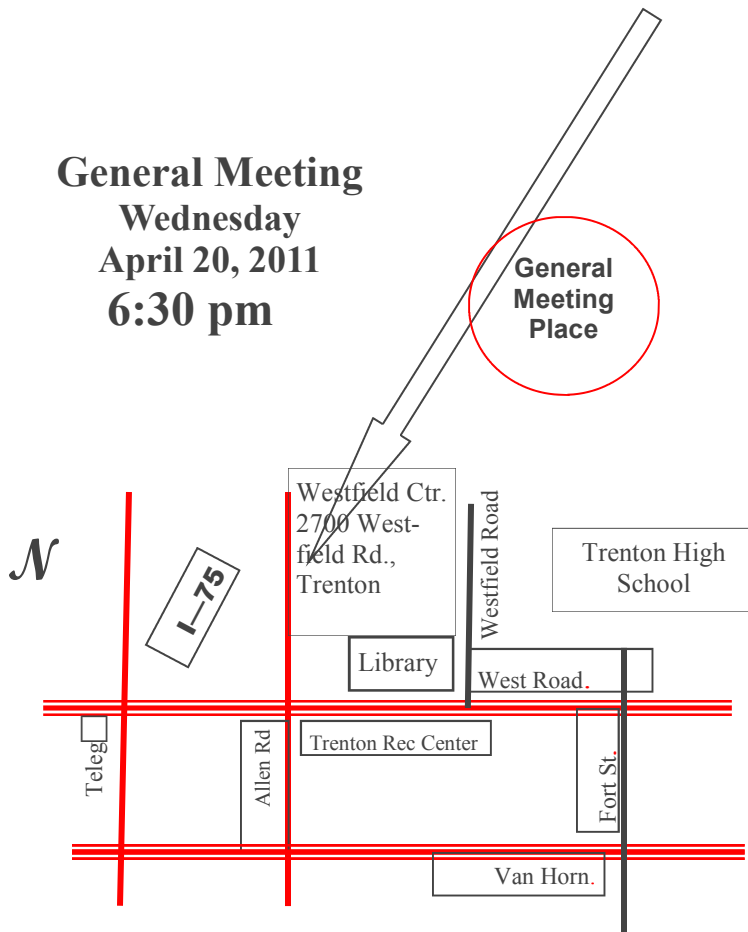 General Meeting
Wednesday
April 20, 2011
6:30 pm
General
Meeting
Place
Westfield Ctr.
2700 West-
field Rd.,
Trenton
Westfield Road
Trenton High
School
N
I—75
Library
West Road.
Teleg
Allen Rd
Trenton Rec Center
Fort St.
Van Horn.